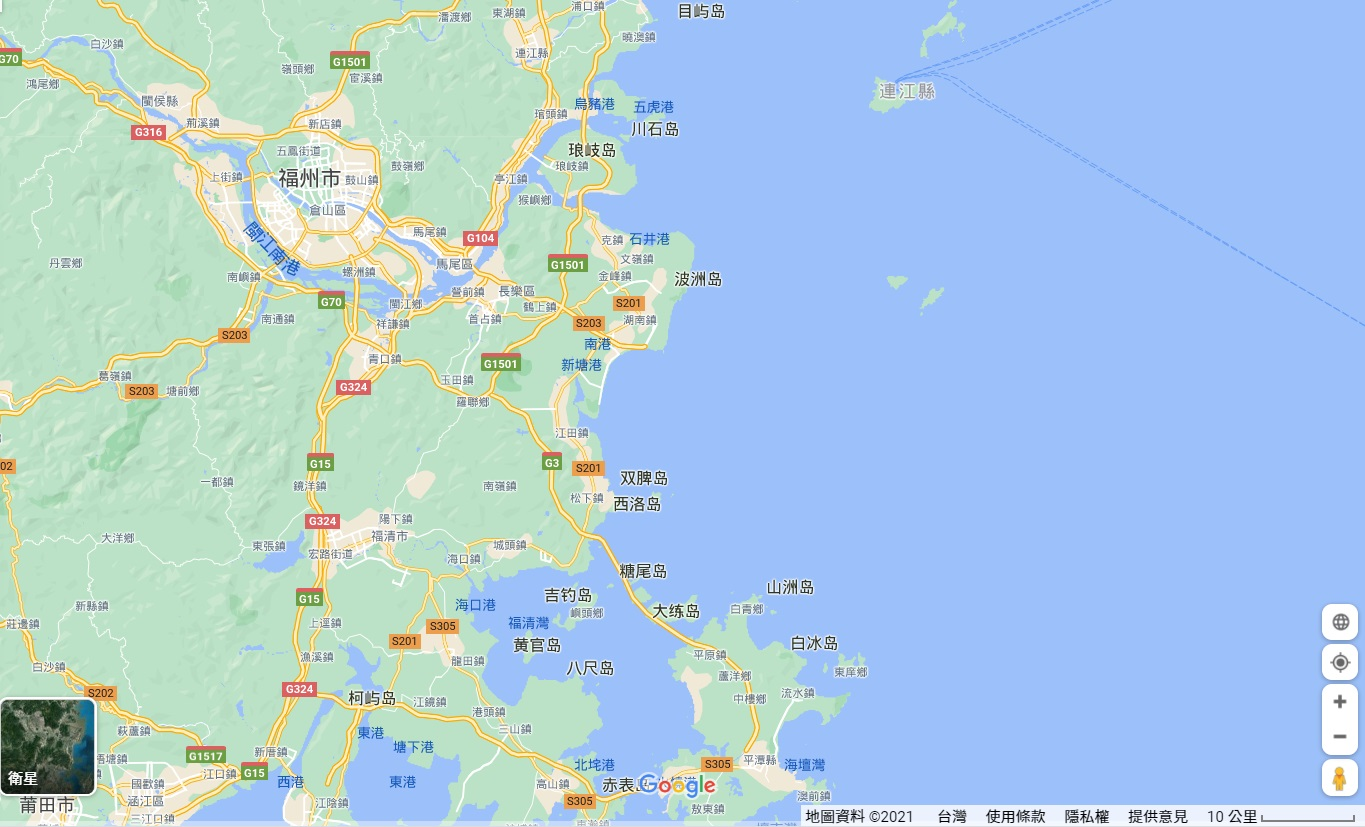 目屿岛
潘渡鄉
東湖鎮
浦口鎮
曉澳鎮
白沙鎮
連江縣
G70
G1501
嶺頭鄉
宦溪鎮
鴻尾鄉
連江縣
閩侯縣
烏豬港
五虎港
琯頭鎮
川石岛
G316
荊溪鎮
新店鎮
五鳳街道
琅岐岛
琅岐鎮
鼓嶺鄉
上街鎮
福州市
鼓山鎮
亭江鎮
猴嶼鄉
倉山區
閩江南港
馬尾鎮
G104
克鎮
石井港
丹雲鄉
馬尾區
G1501
文嶺鎮
南嶼鎮
螺洲鎮
金峰鎮
波洲岛
營前鎮
長樂區
G70
閩江鄉
鶴上鎮
S201
南通鎮
祥謙鎮
首占鎮
S203
湖南鎮
S203
南港
青口鎮
G1501
新塘港
葛嶺鎮
S203
塘前鄉
G324
玉田鎮
羅聯鄉
江田鎮
02
G15
G3
S201
一都鎮
鏡洋鎮
南嶺鎮
双脾岛
松下鎮
西洛岛
G324
陽下鎮
大洋鄉
東張鎮
宏路街道
福清市
城頭鎮
海口鎮
糖尾岛
G15
吉钓岛
山洲岛
新縣鎮
海口港
嶼頭鄉
大练岛
白青鄉
莊邊鎮
上逕鎮
S305
福清灣
S201
黄官岛
白冰岛
漁溪鎮
龍田鎮
平原鎮
白沙鎮
八尺岛
蘆洋鄉
東庠鄉
S202
G324
柯屿岛
江鏡鎮
中樓鄉
流水鎮
港頭鎮
萩蘆鎮
東港
三山鎮
塘下港
G1517
新厝鎮
梧塘鎮
平潭縣
S305
海壇灣
江口鎮
G15
北垞港
衛星
國歡鎮
西港
東港
高山鎮
赤表
Google
莆田市
涵江區
江陰鎮
S305
敖東鎮
澳前鎮
三江口鎮
地圖資料 ©2021 台灣 使用條款 隱私權 提供意見 10 公里